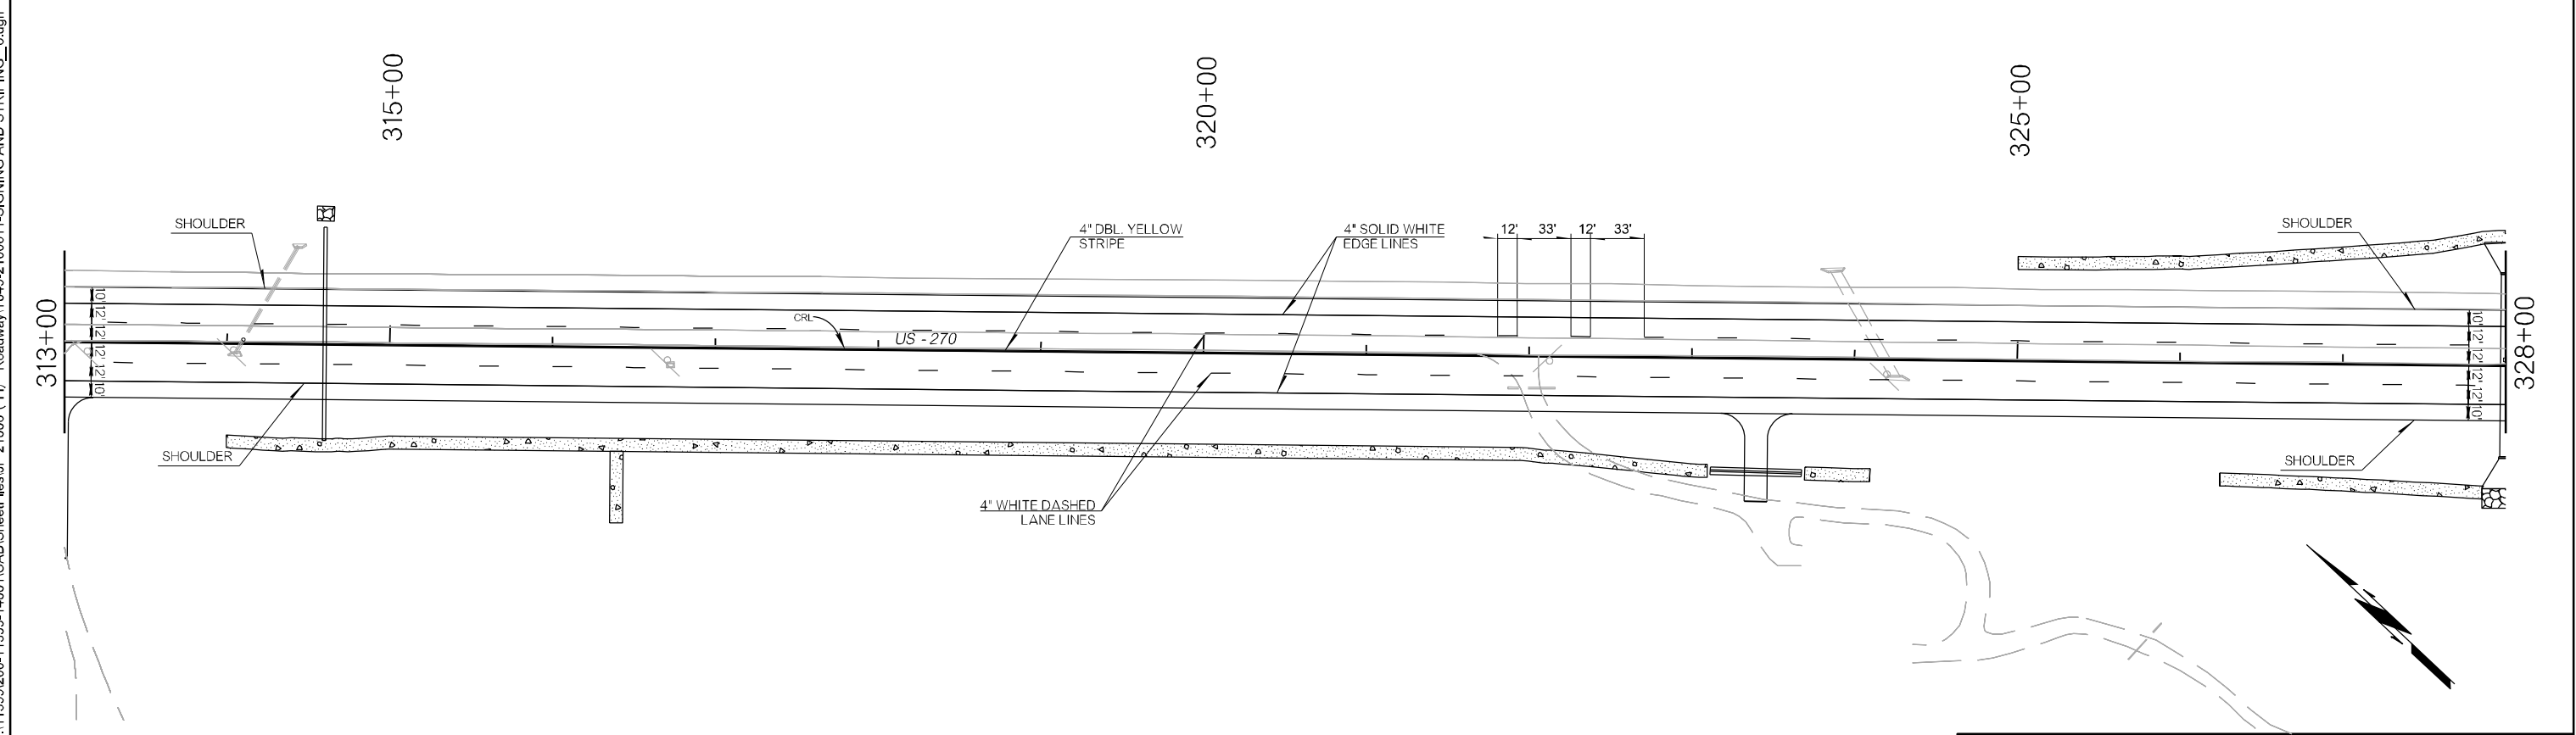 315+00
320+00
325+00
SHOULDER
4" DBL. YELLOW
STRIPE
4" SOLID WHITE
EDGE LINES
12' 33' 12' 33'
SHOULDER
313+00
10'
12'
12'
12'
12'
10'
CRL
US - 270
10'
12'
12'
12'
12'
10'
328+00
SHOULDER
4" WHITE DASHED
LANE LINES
SHOULDER